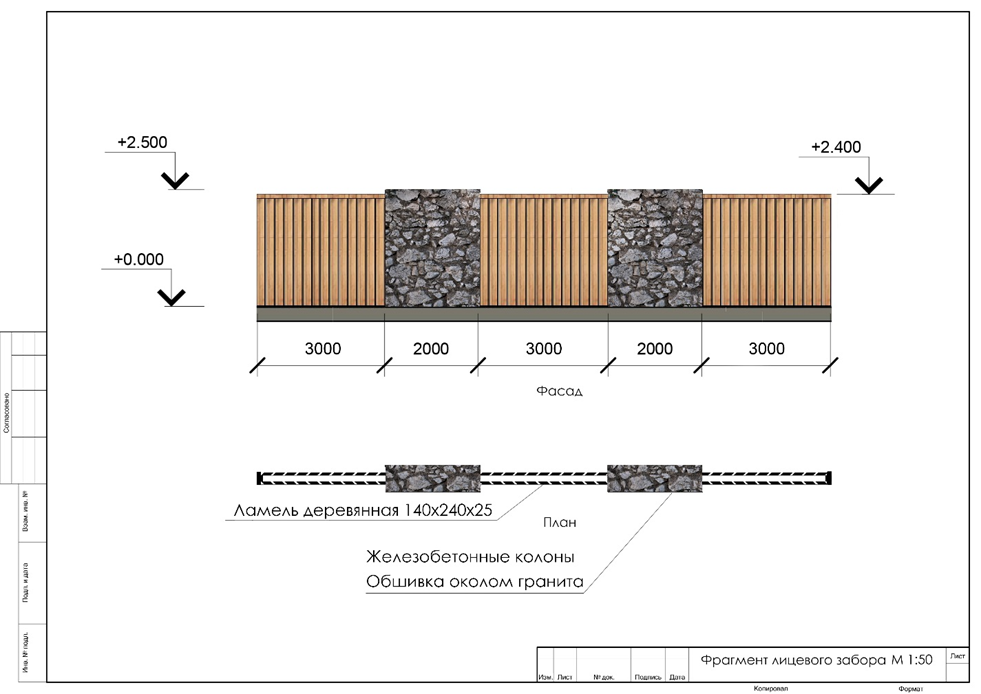 +2.500
+2.400
+0.000
3000
2000
3000
2000
3000
Фасад
Ламель деревянная 140х240х25
План
Железобетонные колоны
Обшивка околом гранита
Согласовано
Взам. инв. №
Подп. и дата
Инв. № подл.
Изм.
Лист
№ док.
Подпись
Дата
Фрагмент лицевого забора М 1:50
Лист
Копировал
Формат